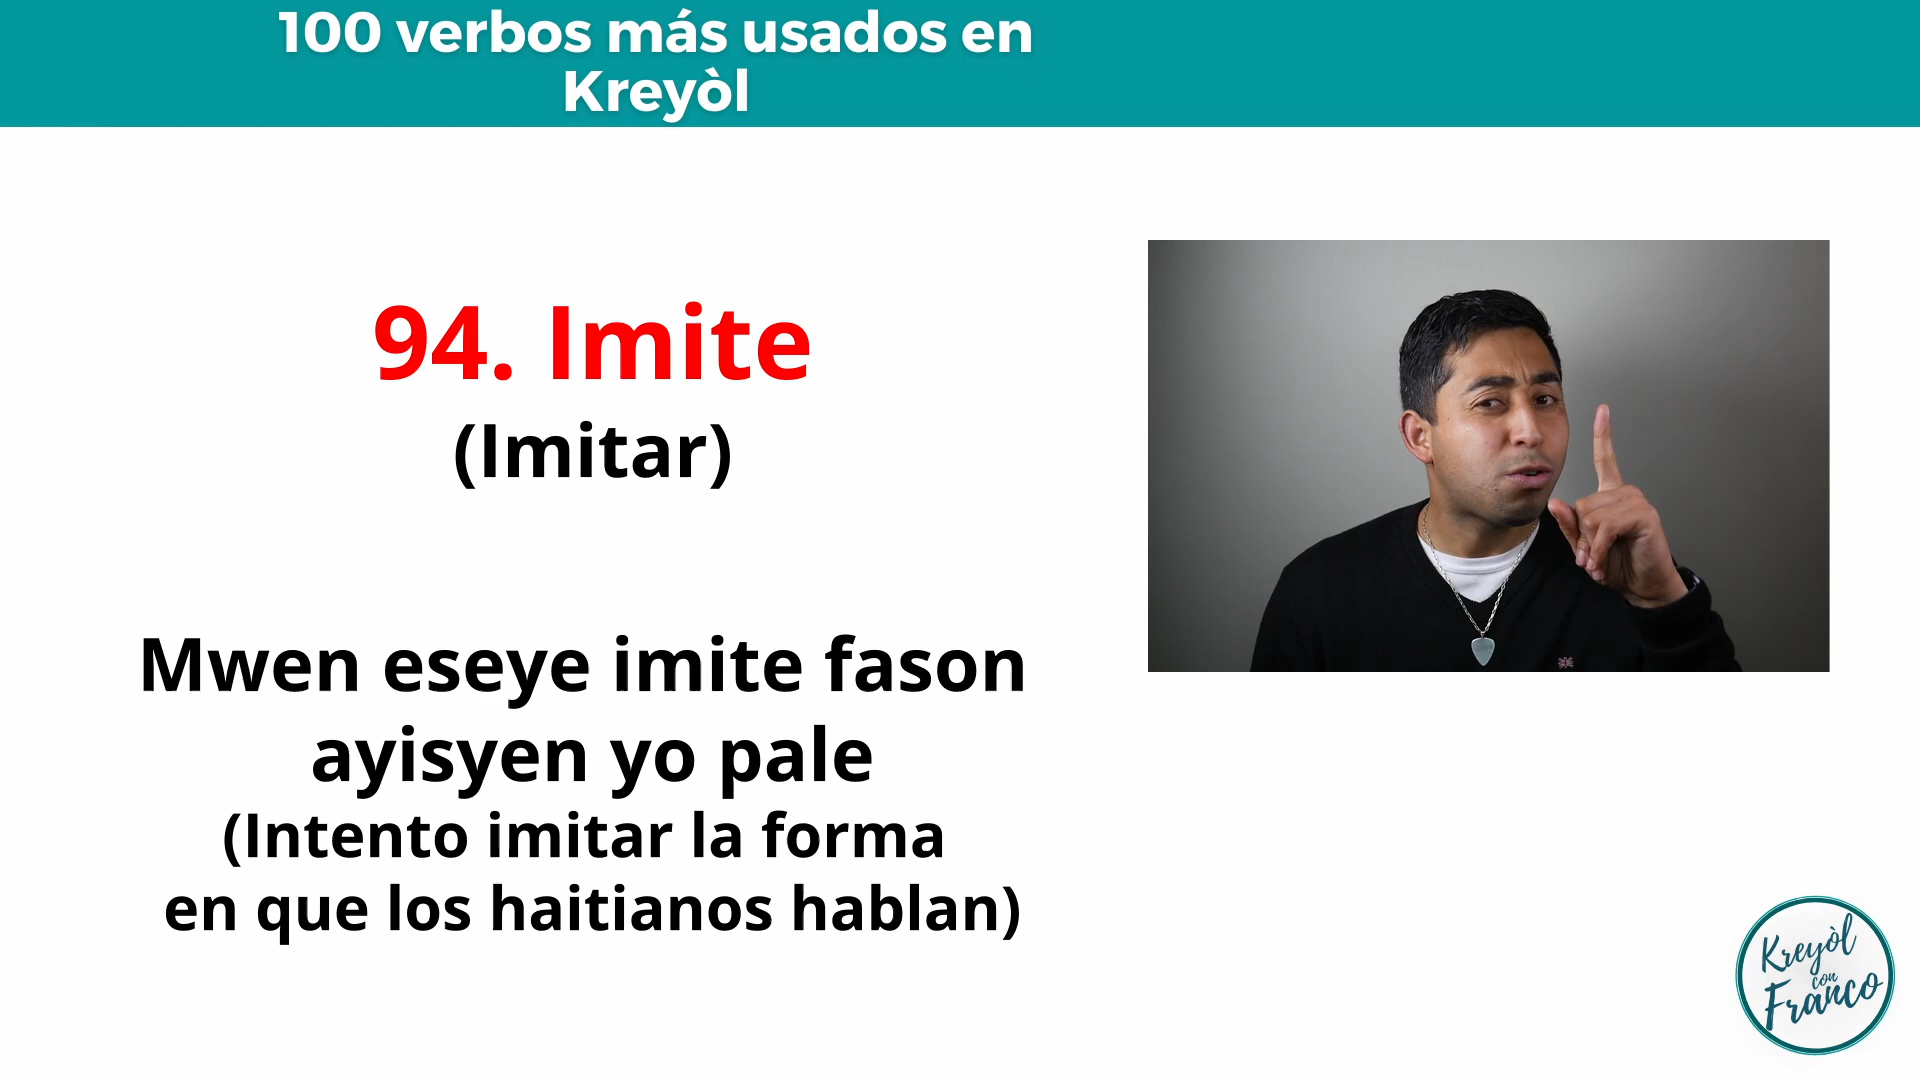 100 verbos más usados en
Kreyòl
94. Imite
(Imitar)
Mwen eseye imite fason
ayisyen yo pale
(Intento imitar la forma
en que los haitianos hablan)
Kreyòl
con
Franco